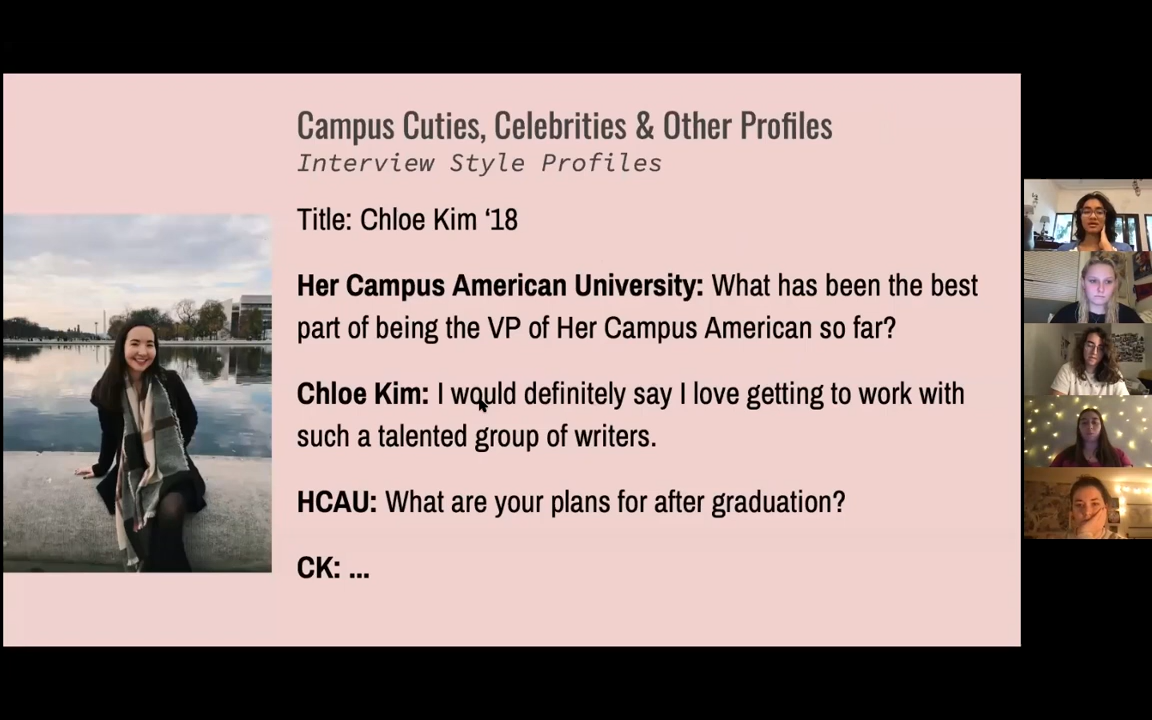 Campus Cuties, Celebrities & Other Profiles
Interview Style Profiles
Title: Chloe Kim ‘18
Her Campus American University: What has been the best
part of being the VP of Her Campus American so far?
Chloe Kim: I would definitely say I love getting to work with
such a talented group of writers.
HCAU: What are your plans for after graduation?
CK: ...